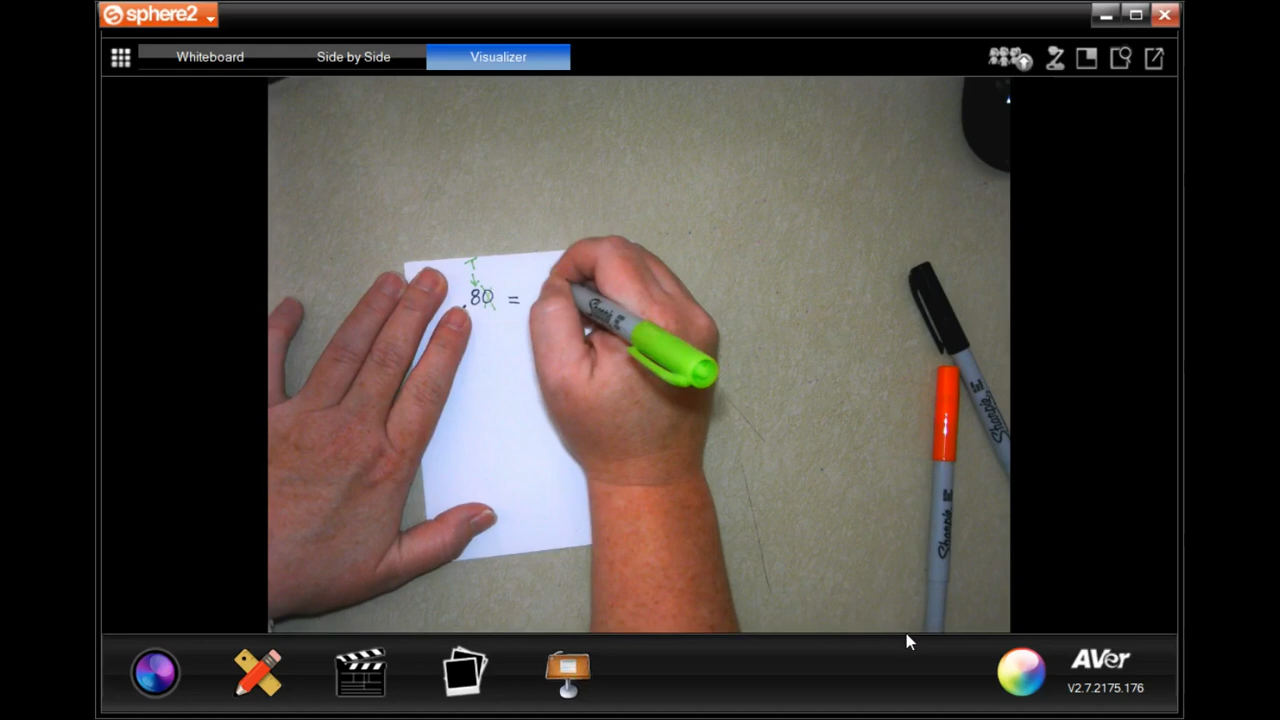 sphere2
Whiteboard Side by Side Visualizer
T
.80 =
Sharpie
Sharpie
Sharpie
AVer
V2.7.2175.176